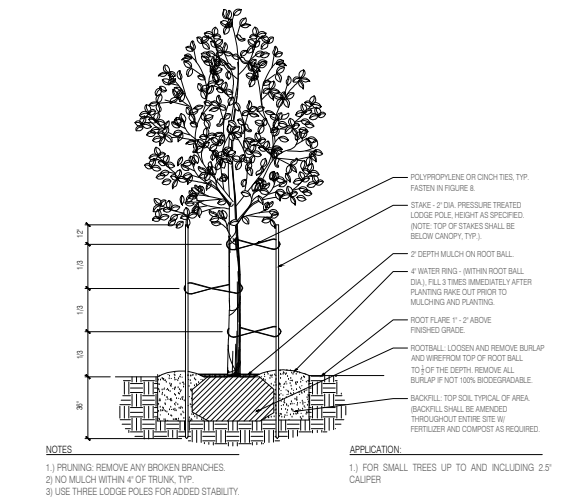 POLYPROPYLENE OR CINCH TIES, TYP.
FASTEN IN FIGURE 8.
STAKE - 2" DIA. PRESSURE TREATED
LODGE POLE, HEIGHT AS SPECIFIED.
(NOTE: TOP OF STAKES SHALL BE
BELOW CANOPY, TYP.).
2" DEPTH MULCH ON ROOT BALL.
4" WATER RING - (WITHIN ROOT BALL
DIA.), FILL 3 TIMES IMMEDIATELY AFTER
PLANTING RAKE OUT PRIOR TO
MULCHING AND PLANTING.
ROOT FLARE 1" - 2" ABOVE
FINISHED GRADE.
ROOTBALL: LOOSEN AND REMOVE BURLAP
AND WIREFROM TOP OF ROOT BALL
TO OF THE DEPTH. REMOVE ALL
BURLAP IF NOT 100% BIODEGRADABLE.
BACKFILL: TOP SOIL TYPICAL OF AREA.
(BACKFILL SHALL BE AMENDED
THROUGHOUT ENTIRE SITE W/
FERTILIZER AND COMPOST AS REQUIRED.
12"
1/3
1/3
1/3
36"
NOTES
1.) PRUNING: REMOVE ANY BROKEN BRANCHES.
2) NO MULCH WITHIN 4" OF TRUNK, TYP.
3) USE THREE LODGE POLES FOR ADDED STABILITY.
APPLICATION:
1.) FOR SMALL TREES UP TO AND INCLUDING 2.5"
CALIPER